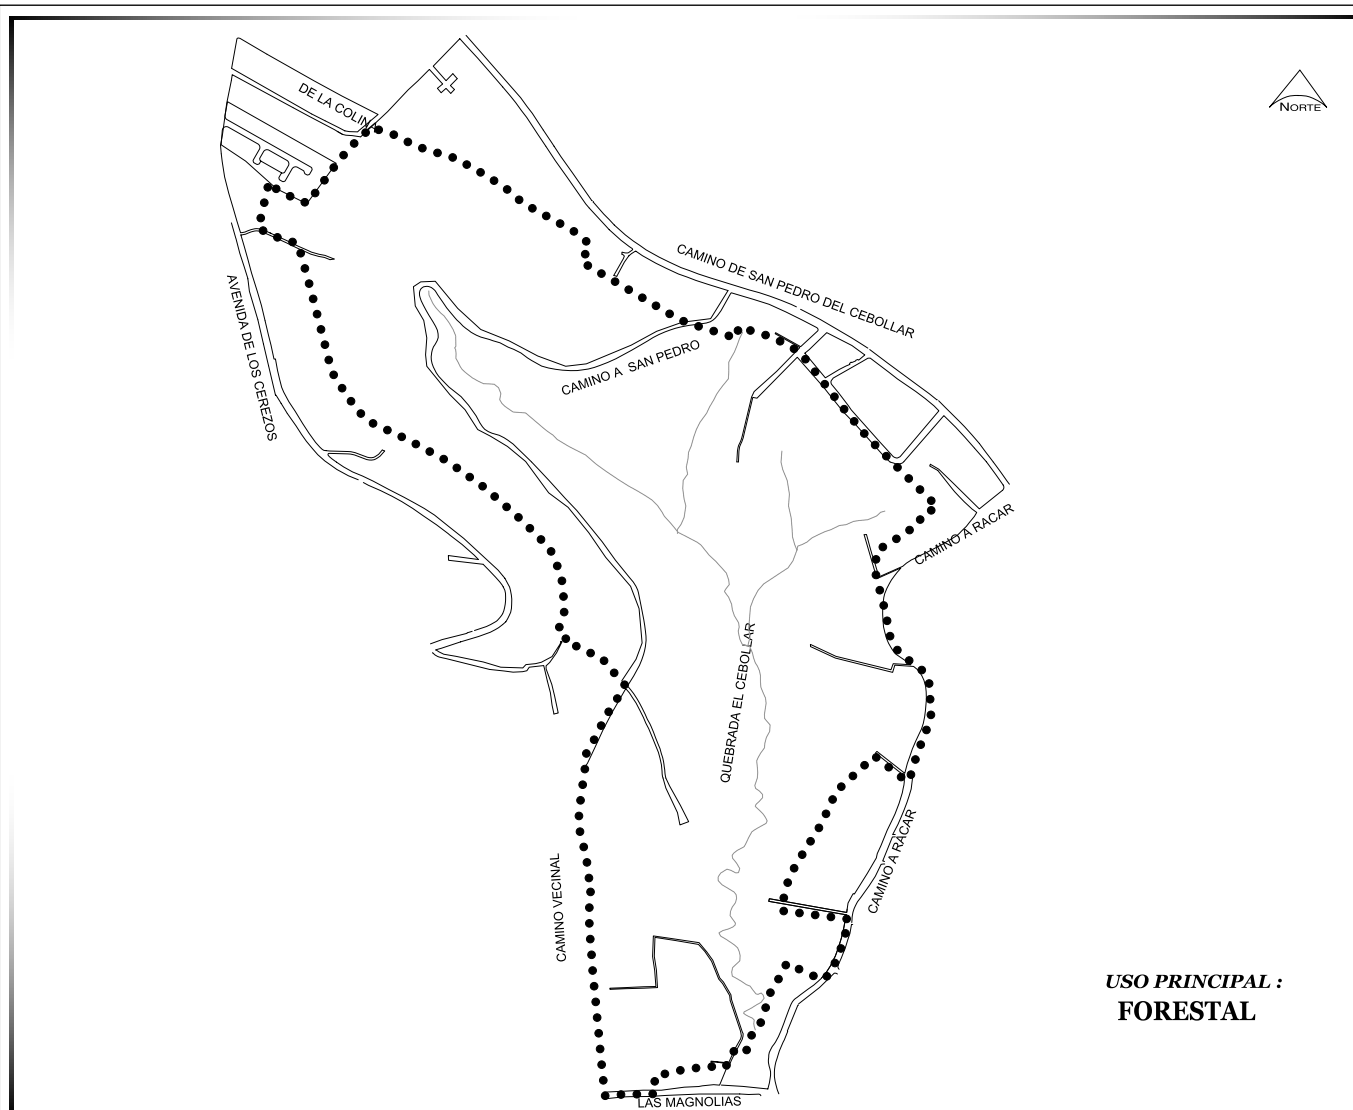 DE LA COLINA
NORTE
CAMINO DE SAN PEDRO DEL CEBOLLAR
AVENIDA DE LOS CEREZOS
CAMINO A SAN PEDRO
CAMINO A RACAR
QUEBRADA EL CEBOLLAR
CAMINO A RACAR
CAMINO VECINAL
USO PRINCIPAL :
FORESTAL
LAS MAGNOLIAS